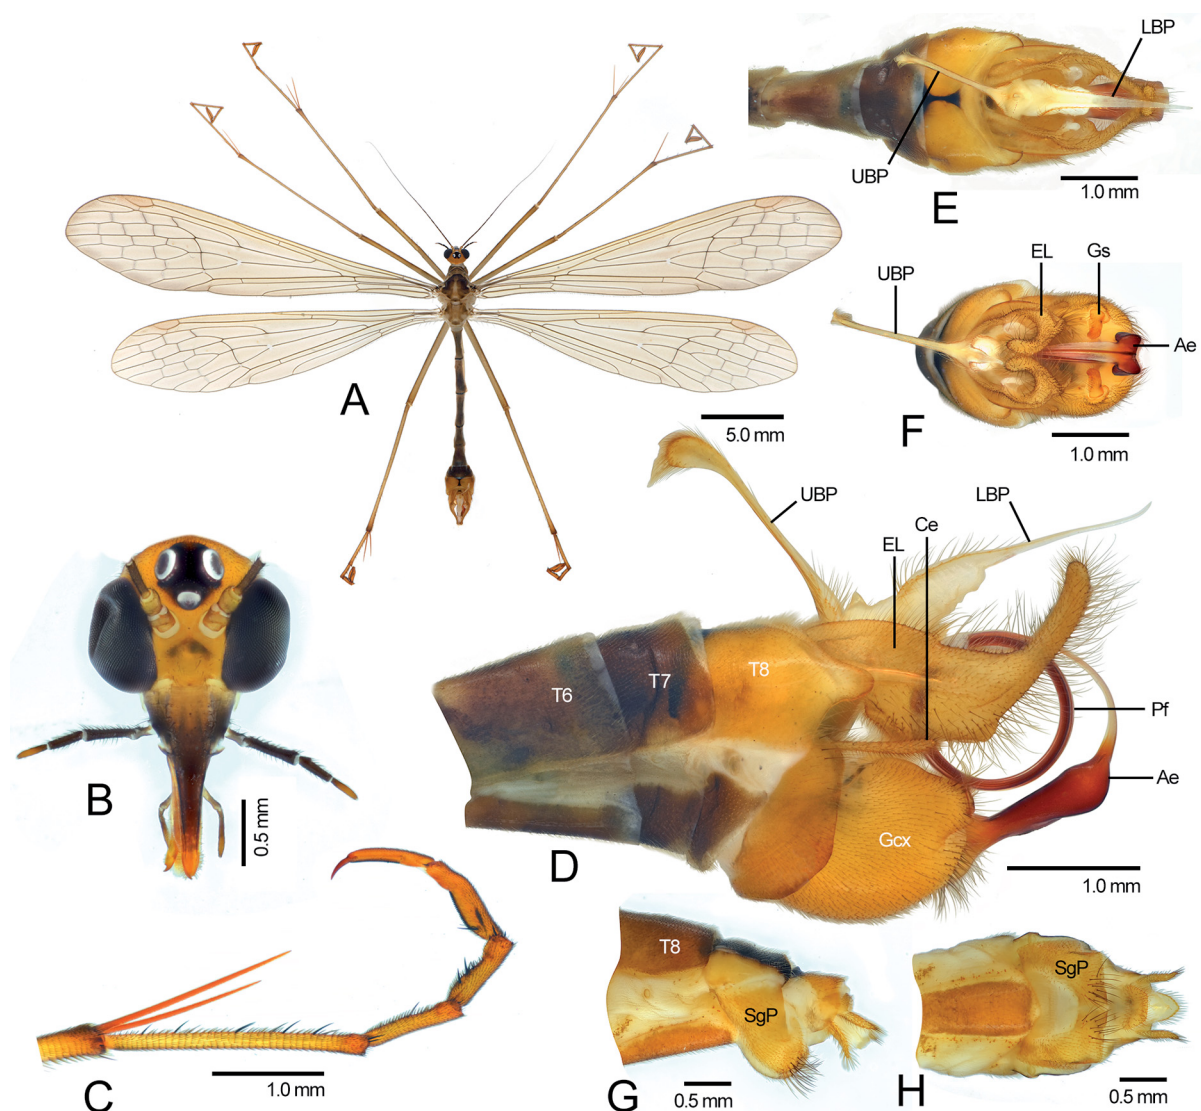 A
5.0 mm
B
0.5 mm
C
1.0 mm
UBP
LBP
Ce
EL
T6
T7
T8
Pf
Ae
Gcx
D
1.0 mm
LBP
UBP
E
1.0 mm
UBP
EL
Gs
Ae
F
1.0 mm
T8
SgP
G
0.5 mm
SgP
H
0.5 mm